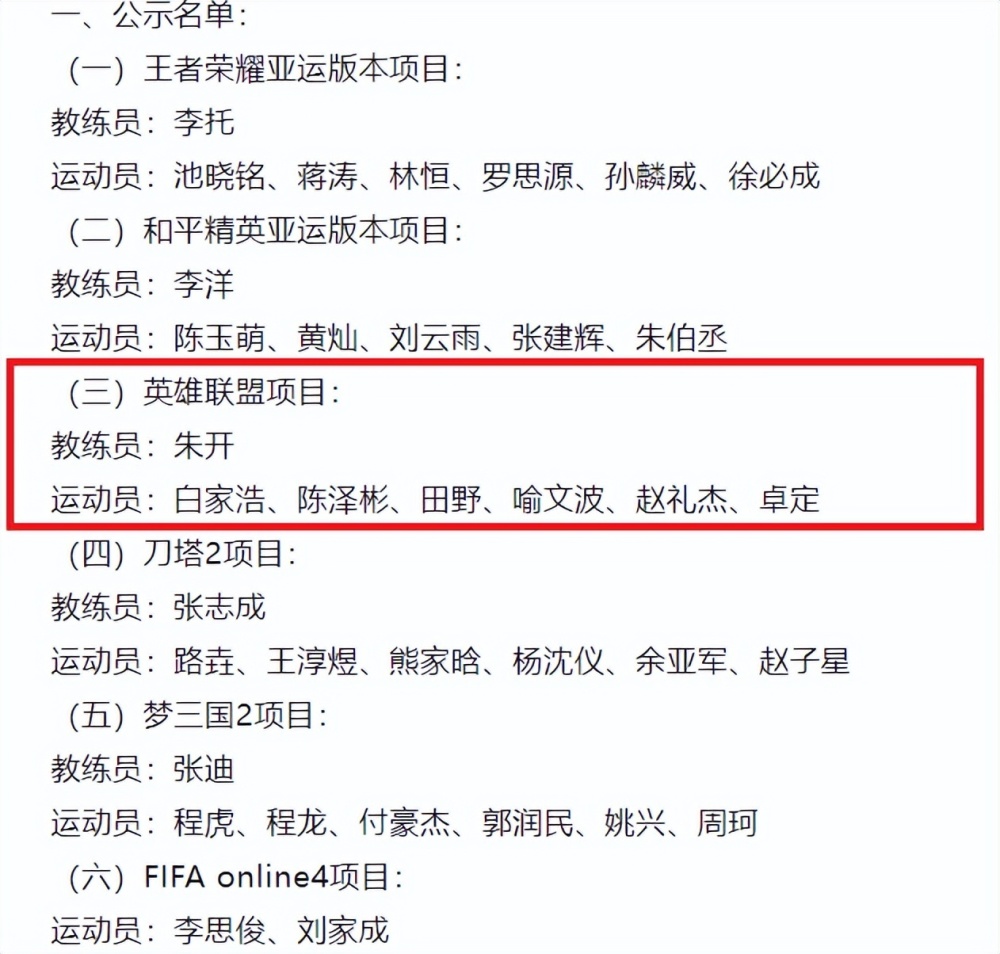 一、公示名单：
（一）王者荣耀亚运版本项目：
教练员：李托
运动员：池晓铭、蒋涛、林恒、罗思源、孙麟威、徐必成
（二）和平精英亚运版本项目：
教练员：李洋
运动员：陈玉萌、黄灿、刘云雨、张建辉、朱伯丞
（三）英雄联盟项目：
教练员：朱开
运动员：白家浩、陈泽彬、田野、喻文波、赵礼杰、卓定
（四）刀塔2项目：
教练员：张志成
运动员：路垚、王淳煜、熊家晗、杨沈仪、余亚军、赵子星
（五）梦三国2项目：
教练员：张迪
运动员：程虎、程龙、付豪杰、郭润民、姚兴、周珂
（六）FIFA online4项目：
运动员：李思俊、刘家成